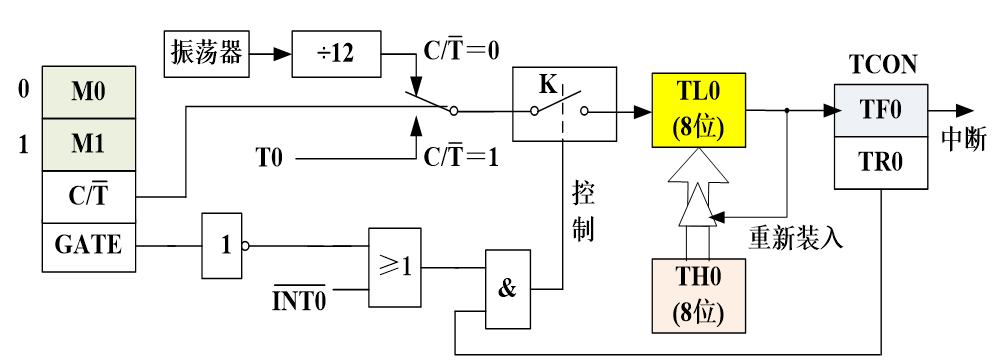 振荡器
÷12
C/T̅=0
TCON
0
M0
K
TL0
(8位)
TF0
中断
1
M1
T0
C/T̅=1
TR0
C/T̅
控
制
GATE
1
≥1
重新装入
I̅N̅T̅0̅
&
TH0
(8位)